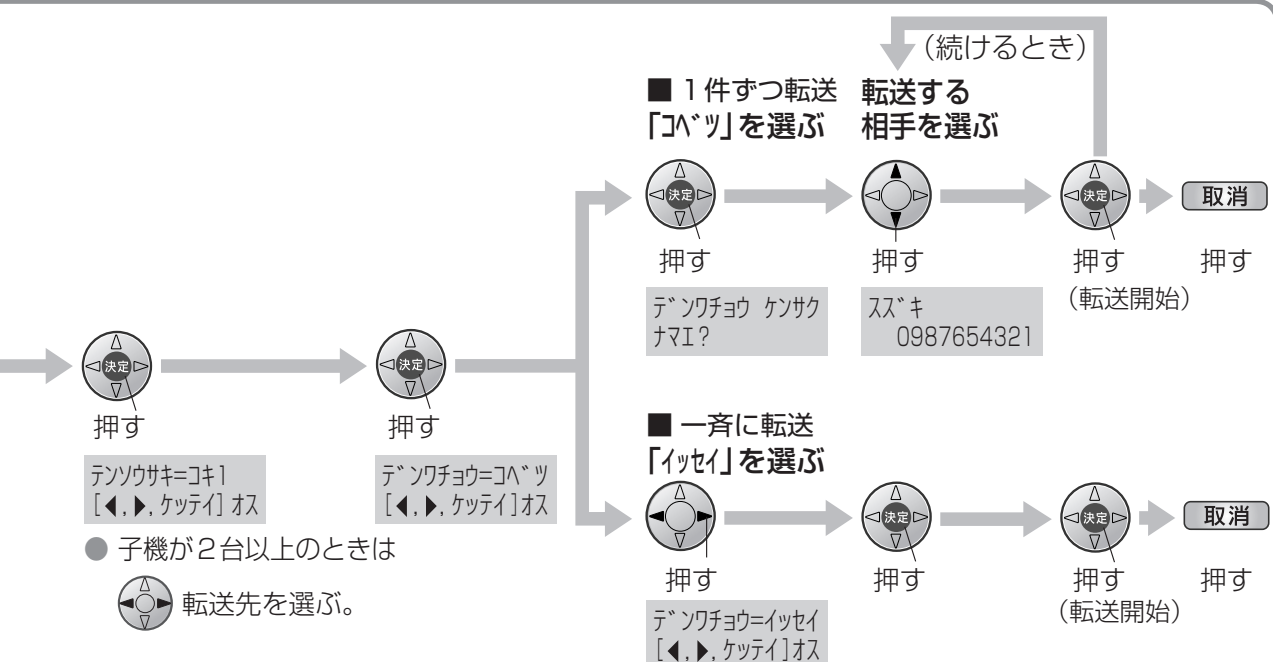 (続けるとき)
■ 1件ずつ転送
「ｺﾍﾞﾂ」を選ぶ
転送する
相手を選ぶ
決定
決定
取消
押す
押す
押す
押す
(転送開始)
ﾃﾞﾝﾜﾁｮｳ ｹﾝｻｸ
ﾅﾏｴ?
ｽｽﾞｷ
0987654321
決定
決定
押す
押す
ﾃﾝｿｳｻｷ=ｺｷ1
[◀,▶,ｹｯﾃｲ] ｵｽ
ﾃﾞﾝﾜﾁｮｳ=ｺﾍﾞﾂ
[◀,▶,ｹｯﾃｲ]ｵｽ
● 子機が2台以上のときは
転送先を選ぶ。
■ 一斉に転送
「ｲｯｾｲ」を選ぶ
決定
決定
取消
押す
押す
押す
押す
(転送開始)
ﾃﾞﾝﾜﾁｮｳ=ｲｯｾｲ
[◀,▶,ｹｯﾃｲ]ｵｽ